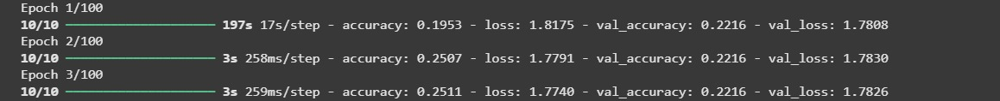 Epoch 1/100
10/10 ━━━━━━━━━━━━━━━━━━━━ 197s 17s/step - accuracy: 0.1953 - loss: 1.8175 - val_accuracy: 0.2216 - val_loss: 1.7808
Epoch 2/100
10/10 ━━━━━━━━━━━━━━━━━━━━ 3s 258ms/step - accuracy: 0.2507 - loss: 1.7791 - val_accuracy: 0.2216 - val_loss: 1.7830
Epoch 3/100
10/10 ━━━━━━━━━━━━━━━━━━━━ 3s 259ms/step - accuracy: 0.2511 - loss: 1.7740 - val_accuracy: 0.2216 - val_loss: 1.7826